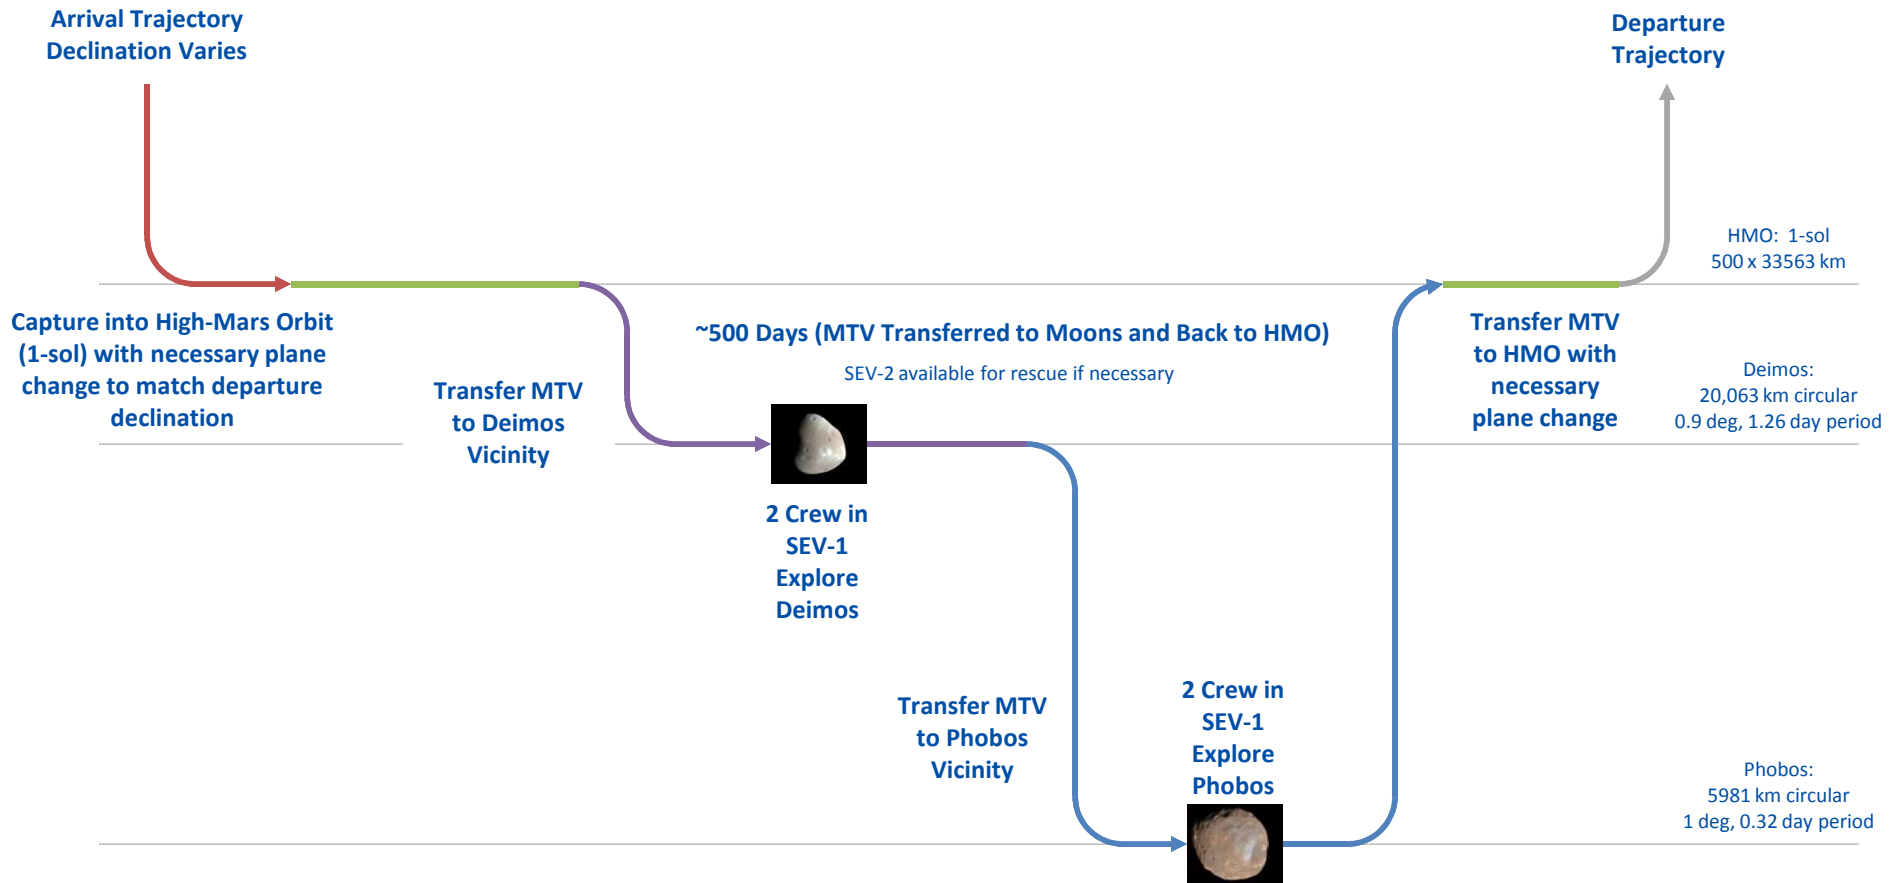 Arrival Trajectory
Declination Varies
Departure
Trajectory
HMO: 1-sol
500 x 33563 km
Capture into High-Mars Orbit
(1-sol) with necessary plane
change to match departure
declination
Transfer MTV
to Deimos
Vicinity
~500 Days (MTV Transferred to Moons and Back to HMO)
SEV-2 available for rescue if necessary
Transfer MTV
to HMO with
necessary
plane change
Deimos:
20,063 km circular
0.9 deg, 1.26 day period
2 Crew in
SEV-1
Explore
Deimos
Transfer MTV
to Phobos
Vicinity
2 Crew in
SEV-1
Explore
Phobos
Phobos:
5981 km circular
1 deg, 0.32 day period